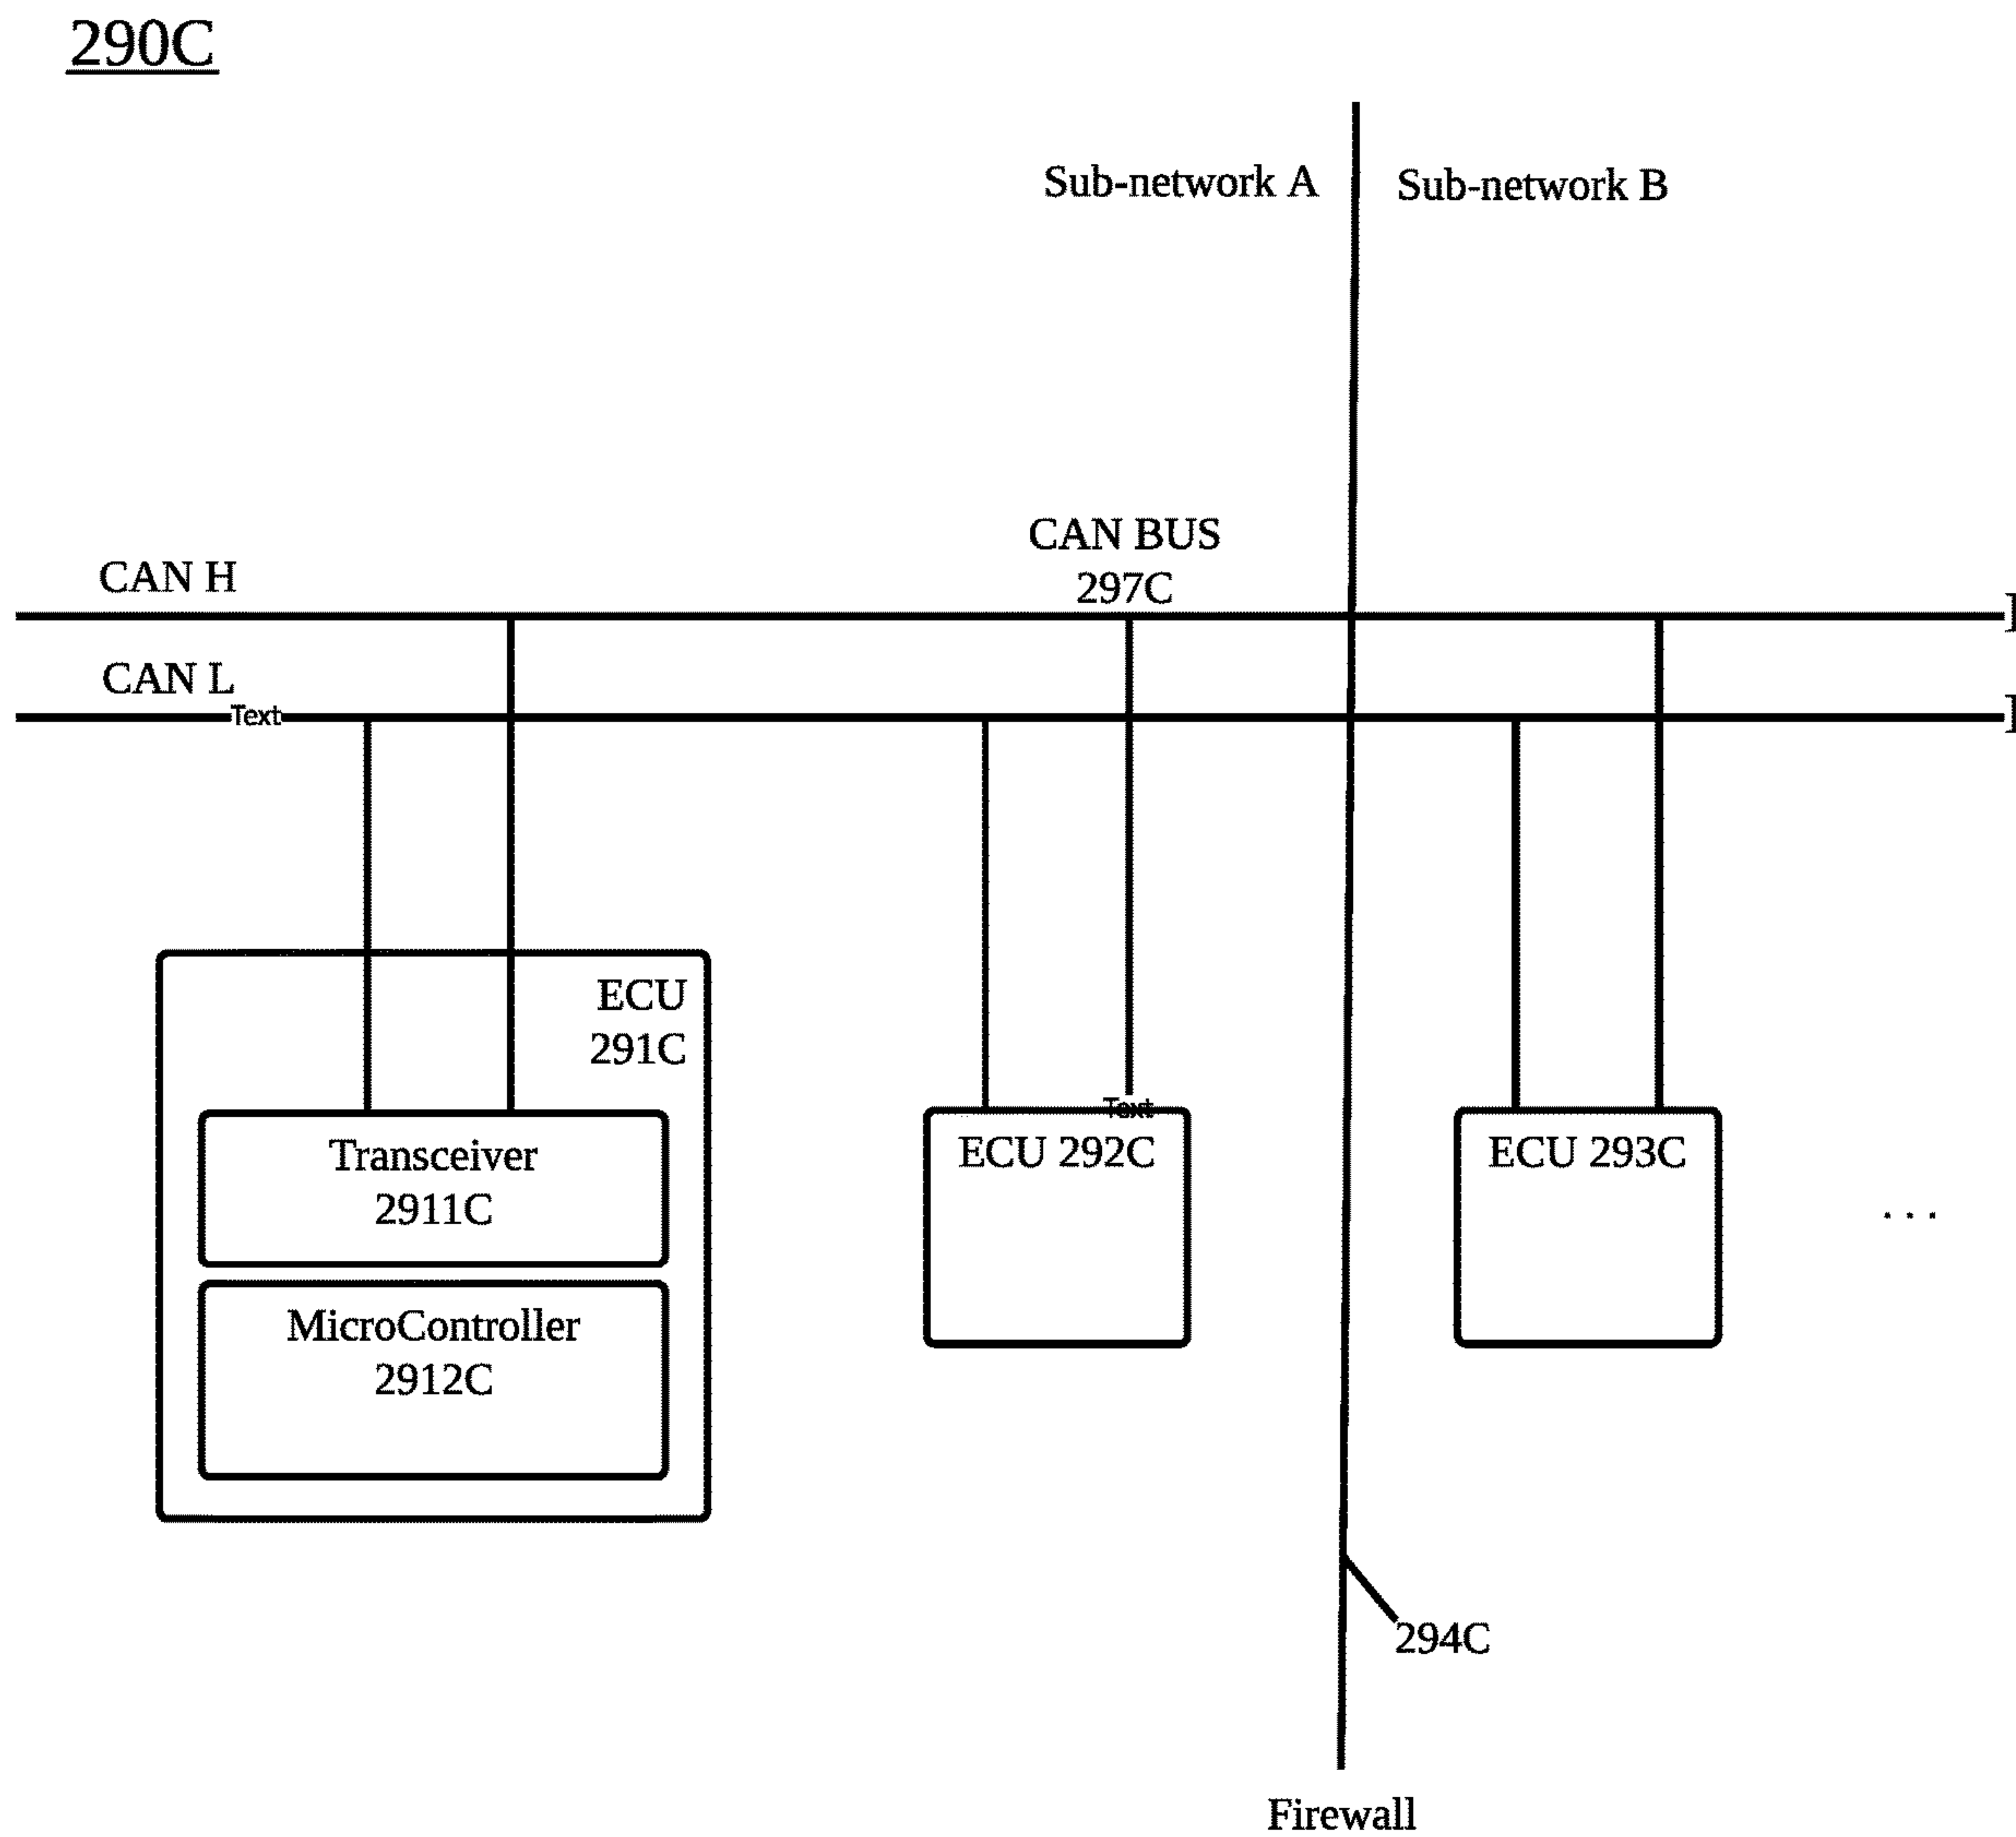 290C
Sub-network A
Sub-network B
CAN BUS
297C
CAN H
CAN L
Text
ECU
291C
Transceiver
2911C
MicroController
2912C
Text
ECU 292C
ECU 293C
...
294C
Firewall